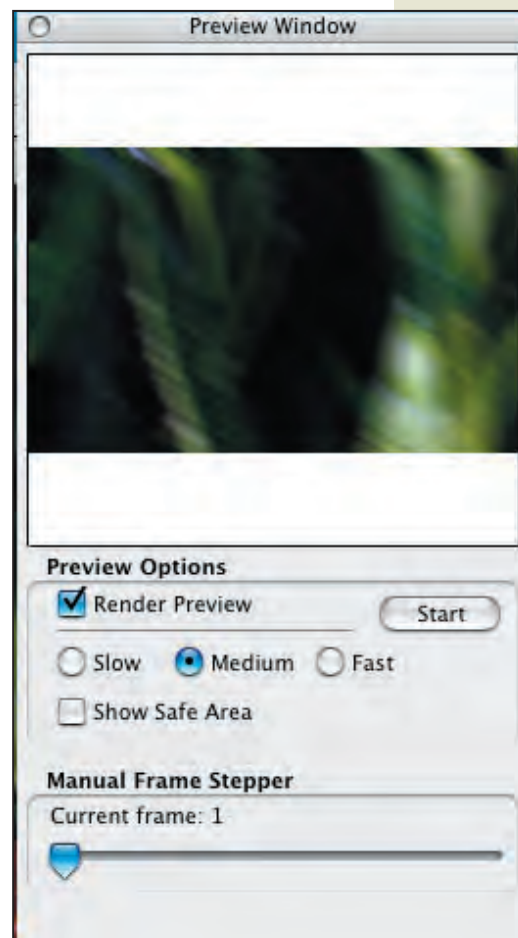 Preview Window
Preview Options
Render Preview
Start
Slow Medium Fast
Show Safe Area
Manual Frame Stepper
Current frame: 1